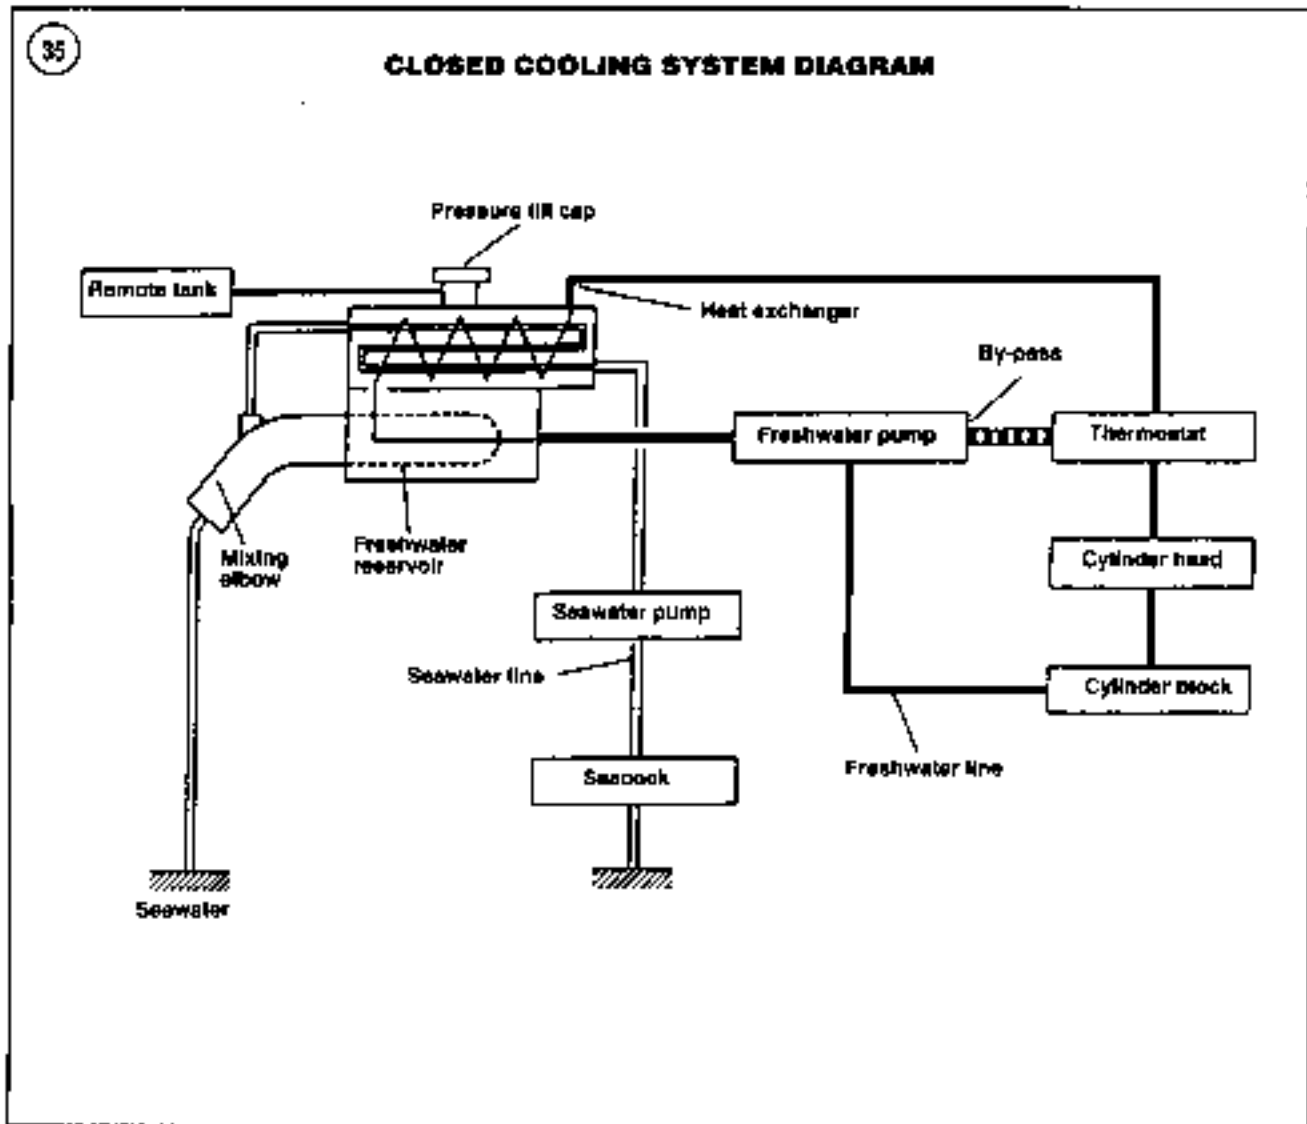 35
CLOSED COOLING SYSTEM DIAGRAM
Pressure fill cap
Remote tank
Heat exchanger
By-pass
Freshwater pump
Thermostat
Mixing
elbow
Freshwater
reservoir
Cylinder head
Seawater pump
Seawater line
Cylinder block
Freshwater line
Seacock
Seawater